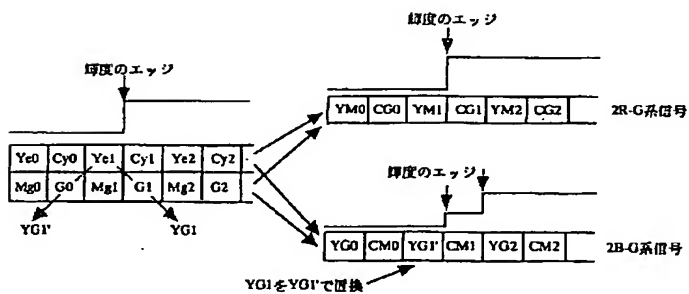 輝度のエッジ
Ye0 Cy0 Ye1 Cy1 Ye2 Cy2
Mg0 G0 Mg1 G1 Mg2 G2
YG1' YG1
輝度のエッジ
YM0 CG0 YM1 CG1 YM2 CG2 2R-G系信号
輝度のエッジ
YG0 CM0 YG1' CM1 YG2 CM2 2B-G系信号
YG1をYG1'で置換